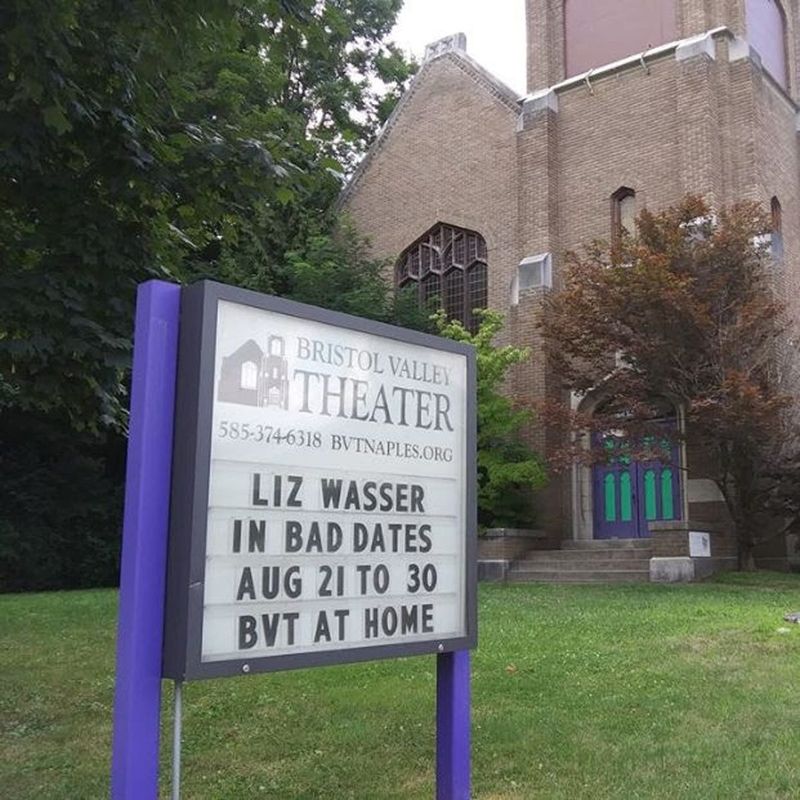 BRISTOL VALLEY
THEATER
585-374-6318 BVTNAPLES.ORG
LIZ WASSER
IN BAD DATES
AUG 21 TO 30
BVT AT HOME